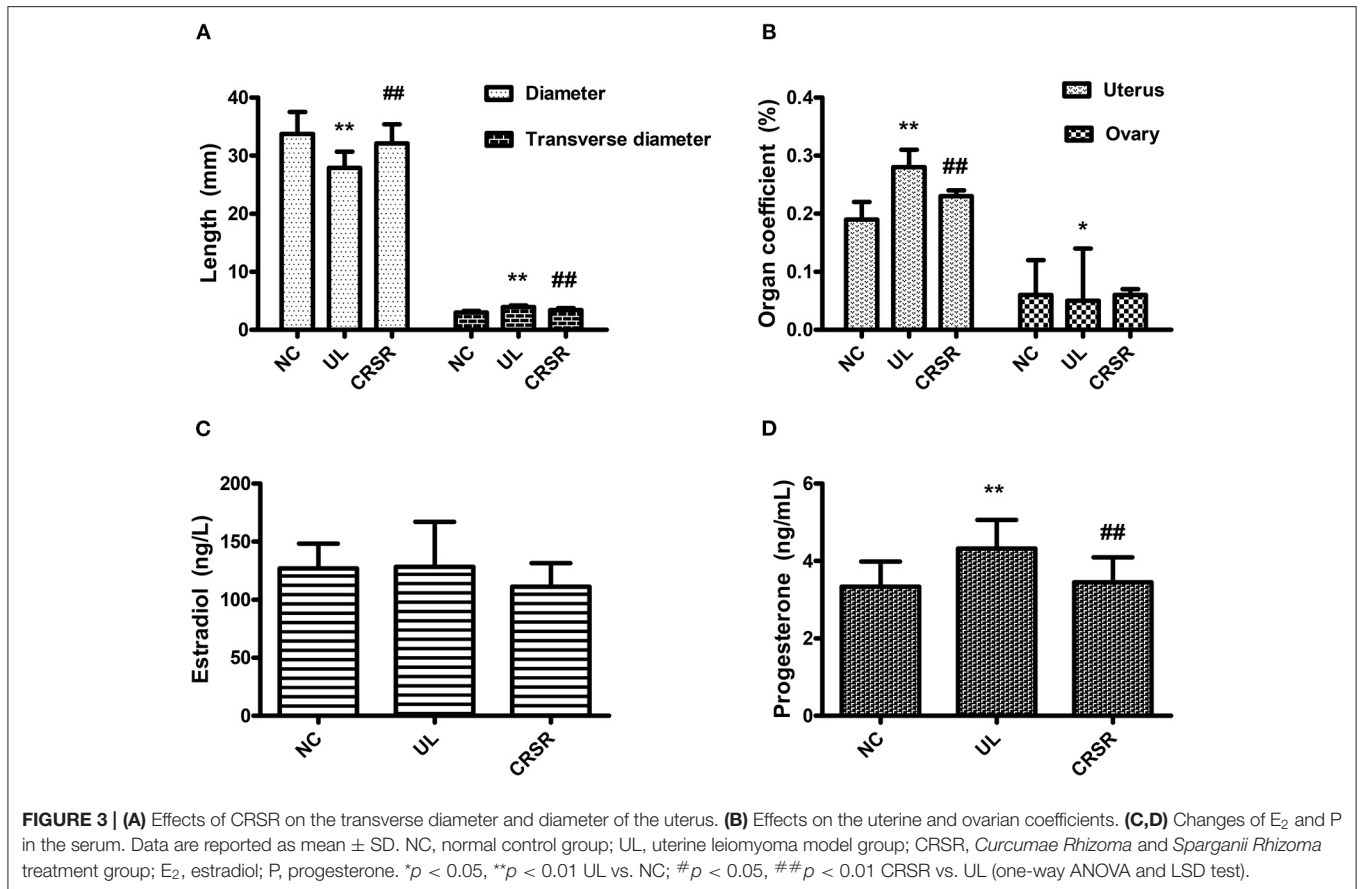 A
Diameter
Transverse diameter
Length (mm)
40
30
20
10
0
**
##
**
##
NC
UL
CRSR
NC
UL
CRSR
B
Uterus
Ovary
Organ coefficient (%)
0.4
0.3
0.2
0.1
0.0
**
##
*
NC
UL
CRSR
NC
UL
CRSR
C
Estradiol (ng/L)
200
150
100
50
0
NC
UL
CRSR
D
Progesterone (ng/mL)
6
4
2
0
**
##
NC
UL
CRSR
FIGURE 3 | (A) Effects of CRSR on the transverse diameter and diameter of the uterus. (B) Effects on the uterine and ovarian coefficients. (C,D) Changes of E₂ and P
in the serum. Data are reported as mean ± SD. NC, normal control group; UL, uterine leiomyoma model group; CRSR, Curcumae Rhizoma and Sparganii Rhizoma
treatment group; E₂, estradiol; P, progesterone. *p < 0.05, **p < 0.01 UL vs. NC; #p < 0.05, ##p < 0.01 CRSR vs. UL (one-way ANOVA and LSD test).